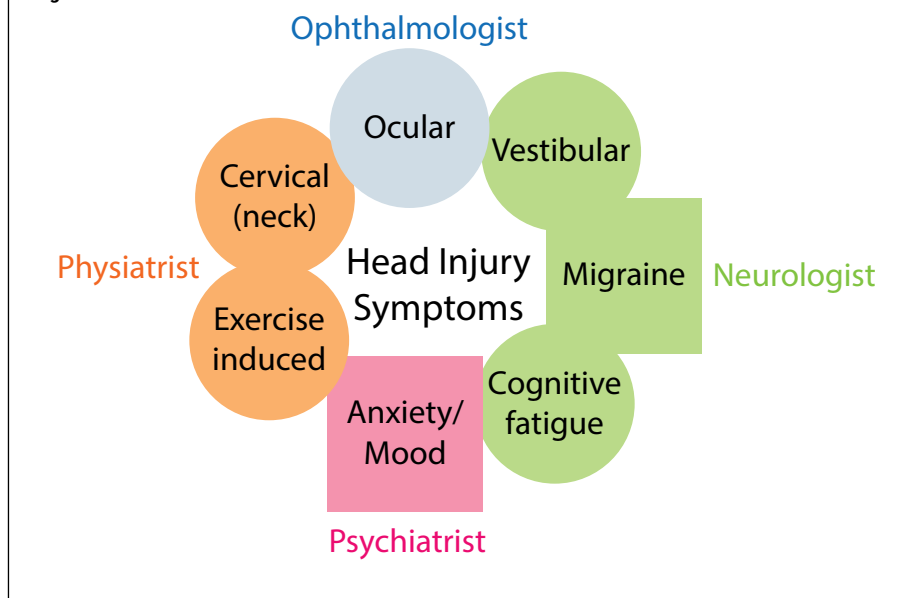 Ophthalmologist
Ocular
Vestibular
Cervical
(neck)
Head Injury
Symptoms
Physiatrist
Migraine
Neurologist
Exercise
induced
Cognitive
fatigue
Anxiety/
Mood
Psychiatrist